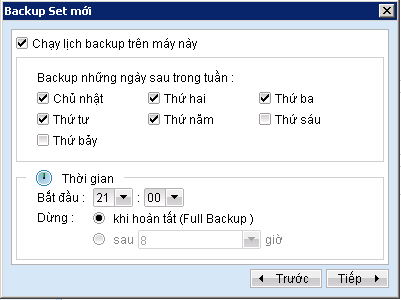 Backup Set mới
Chạy lịch backup trên máy này
Backup những ngày sau trong tuần :
Chủ nhật Thứ hai Thứ ba
Thứ tư Thứ năm Thứ sáu
Thứ bảy
Thời gian
Bắt đầu : 21 : 00
Dừng : khi hoàn tất (Full Backup )
sau 8 giờ
Trước Tiếp